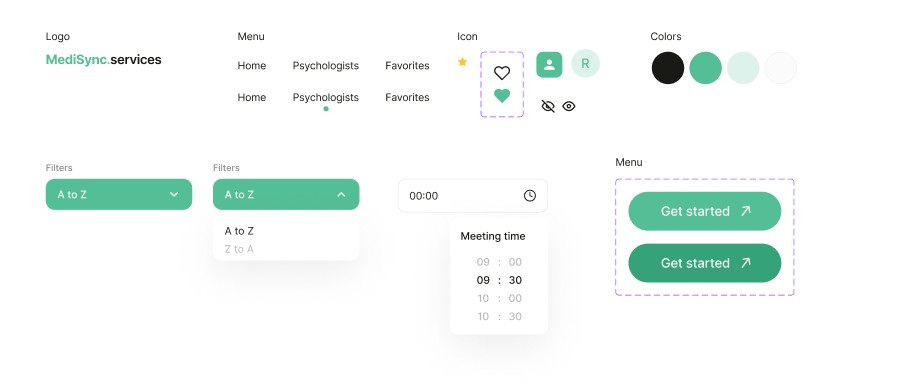 Logo
MediSync.services
Menu
Home Psychologists Favorites
Home Psychologists Favorites
Icon
R
Colors
Filters
A to Z
Filters
A to Z
A to Z
Z to A
00:00
Meeting time
09 : 00
09 : 30
10 : 00
10 : 30
Menu
Get started
Get started